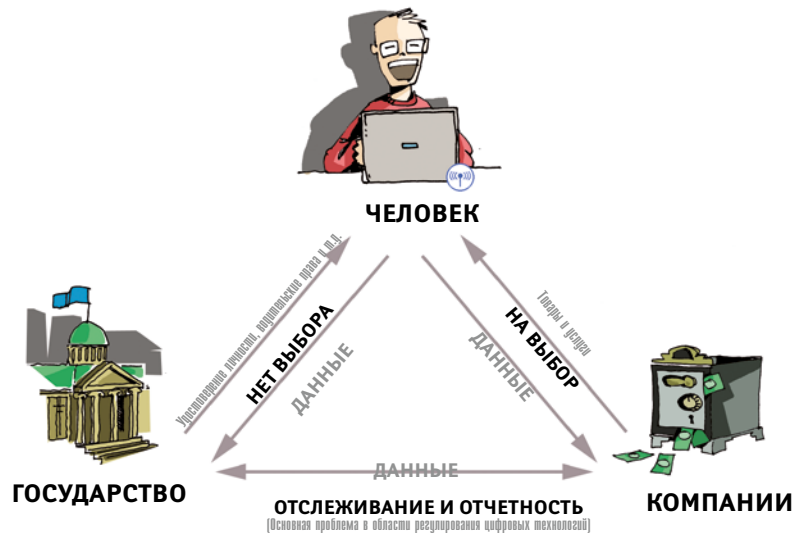 ЧЕЛОВЕК
Удостоверение личности, водительские права и т.д.
НЕТ ВЫБОРА
ДАННЫЕ
ДАННЫЕ
НА ВЫБОР
Товары и услуги
ГОСУДАРСТВО
ДАННЫЕ
КОМПАНИИ
ОТСЛЕЖИВАНИЕ И ОТЧЕТНОСТЬ
(Основная проблема в области регулирования цифровых технологий)